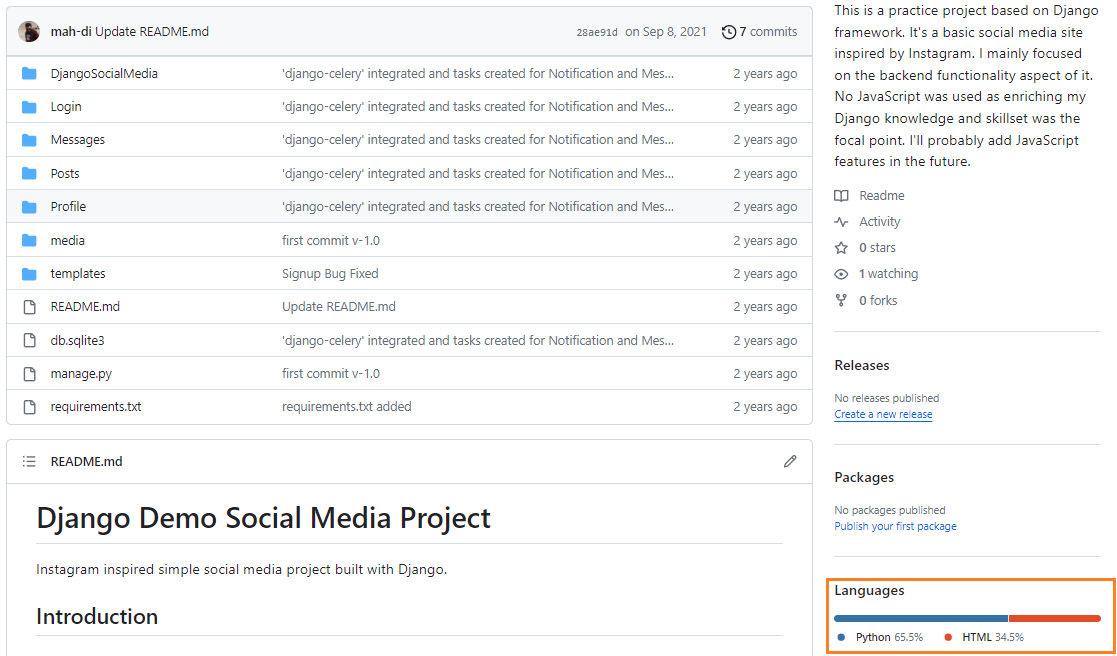 mah-di Update README.md 28ae91d on Sep 8, 2021 7 commits
DjangoSocialMedia 'django-celery' integrated and tasks created for Notification and Mes... 2 years ago
Login 'django-celery' integrated and tasks created for Notification and Mes... 2 years ago
Messages 'django-celery' integrated and tasks created for Notification and Mes... 2 years ago
Posts 'django-celery' integrated and tasks created for Notification and Mes... 2 years ago
Profile 'django-celery' integrated and tasks created for Notification and Mes... 2 years ago
media first commit v-1.0 2 years ago
templates Signup Bug Fixed 2 years ago
README.md Update README.md 2 years ago
db.sqlite3 'django-celery' integrated and tasks created for Notification and Mes... 2 years ago
manage.py first commit v-1.0 2 years ago
requirements.txt requirements.txt added 2 years ago
README.md
Django Demo Social Media Project
Instagram inspired simple social media project built with Django.
Introduction
This is a practice project based on Django
framework. It's a basic social media site
inspired by Instagram. I mainly focused
on the backend functionality aspect of it.
No JavaScript was used as enriching my
Django knowledge and skillset was the
focal point. I'll probably add JavaScript
features in the future.
Readme
Activity
0 stars
1 watching
0 forks
Releases
No releases published
Create a new release
Packages
No packages published
Publish your first package
Languages
Python 65.5% HTML 34.5%